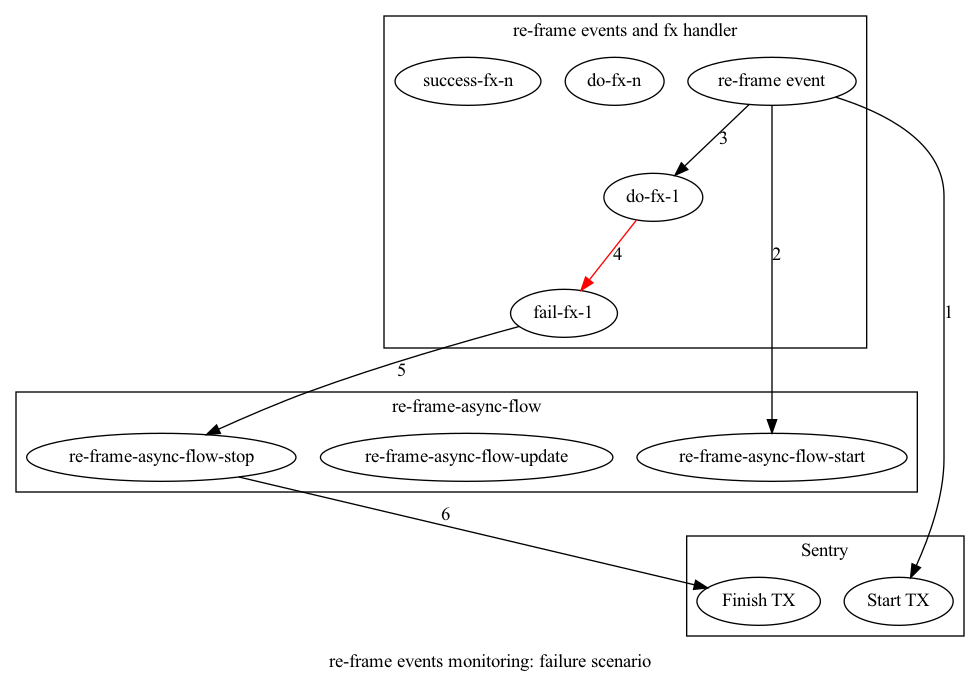 re-frame events and fx handler
success-fx-n
do-fx-n
re-frame event
3
do-fx-1
4
2
fail-fx-1
1
5
re-frame-async-flow
re-frame-async-flow-stop
re-frame-async-flow-update
re-frame-async-flow-start
6
Sentry
Finish TX
Start TX
re-frame events monitoring: failure scenario